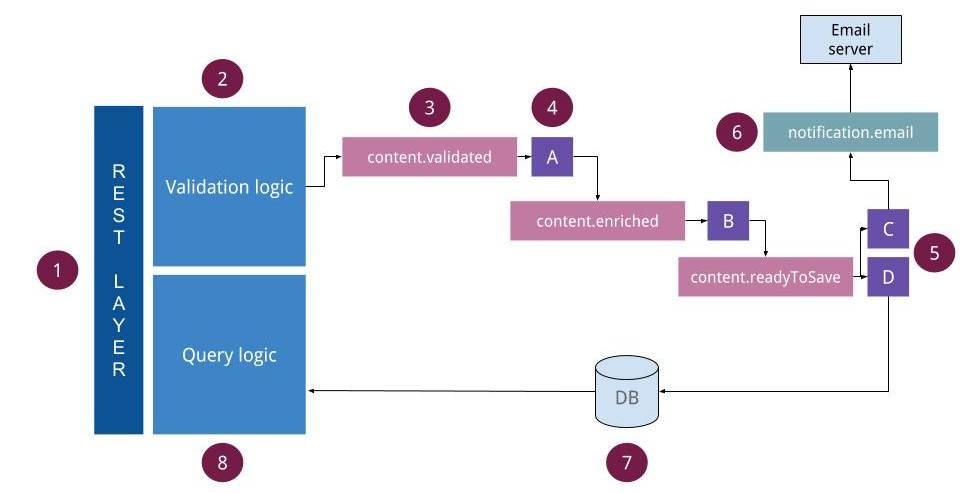 Email
server
2
3
4
6
notification.email
REST LAYER
Validation logic
content.validated
A
content.enriched
B
C
5
1
content.readyToSave
D
Query logic
DB
8
7